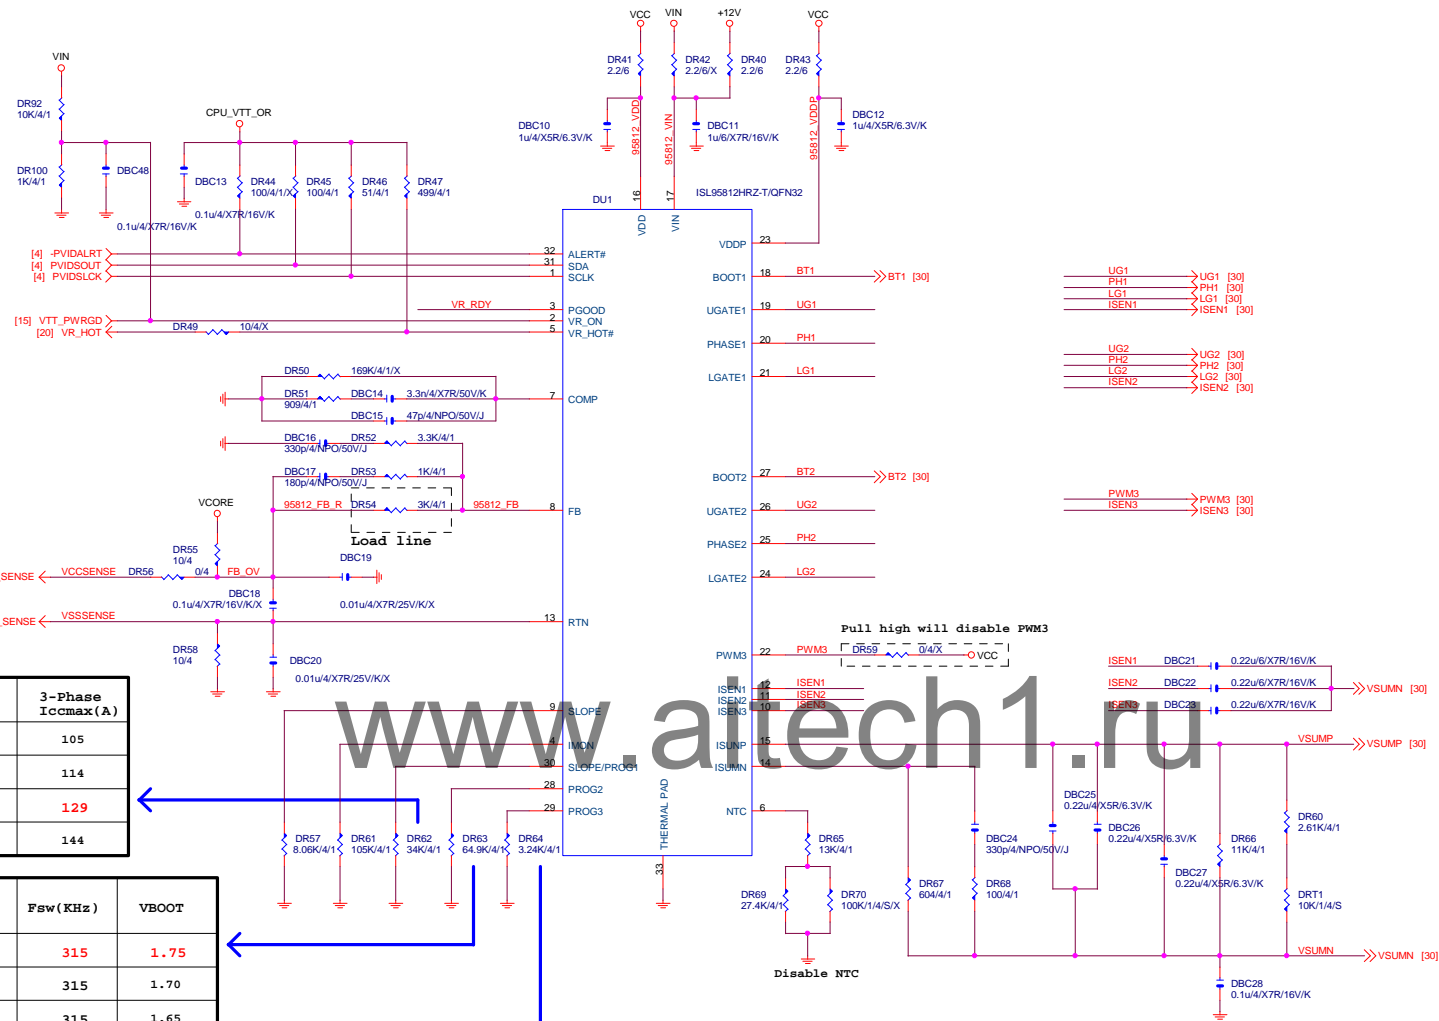 VCC VIN +12V VCC
DR41 2.2/6
DR42 2.2/6/X
DR40 2.2/6
DR43 2.2/6
VIN
DR92 10K/4/1
CPU_VTT_OR
DBC10 1u/4/X5R/6.3V/K
95812_VDD
95812_VIN
DBC11 1u/6/X7R/16V/K
95812_VDDP
DBC12 1u/4/X5R/6.3V/K
DR100 1K/4/1
DBC48
0.1u/4/X7R/16V/K
DBC13
0.1u/4/X7R/16V/K
DR44 100/4/1/X
DR45 100/4/1
DR46 51/4/1
DR47 499/4/1
DU1
16
17
ISL95812HRZ-T/QFN32
VDD
VIN
[4] -PVIDALRT 32 ALERT#
[4] PVIDSOUT 31 SDA
[4] PVIDSLCK 1 SCLK
VR_RDY 3 PGOOD
[15] VTT_PWRGD 2 VR_ON
[20] VR_HOT DR49 10/4/X 5 VR_HOT#
VDDP 23
BOOT1 18 BT1 BT1 [30]
UGATE1 19 UG1
PHASE1 20 PH1
LGATE1 21 LG1
UG1 UG1 [30]
PH1 PH1 [30]
LG1 LG1 [30]
ISEN1 ISEN1 [30]
UG2 UG2 [30]
PH2 PH2 [30]
LG2 LG2 [30]
ISEN2 ISEN2 [30]
DR50 169K/4/1/X
DR51 909/4/1
DBC14 3.3n/4/X7R/50V/K
7 COMP
DBC15 47p/4/NPO/50V/J
DBC16 330p/4/NPO/50V/J
DR52 3.3K/4/1
DBC17 180p/4/NPO/50V/J
DR53 1K/4/1
VCORE
95812_FB_R DR54 3K/4/1 95812_FB 8 FB
Load line
BOOT2 27 BT2 BT2 [30]
UGATE2 26 UG2
PHASE2 25 PH2
LGATE2 24 LG2
PWM3 PWM3 [30]
ISEN3 ISEN3 [30]
DR55 10/4
DBC19
0.01u/4/X7R/25V/K/X
_SENSE VCCSENSE DR56 0/4 FB_OV
DBC18
0.1u/4/X7R/16V/K/X
_SENSE VSSSENSE 13 RTN
DR58 10/4
DBC20
0.01u/4/X7R/25V/K/X
Pull high will disable PWM3
PWM3 22 PWM3 DR59 0/4/X VCC
ISEN1 12 ISEN1
ISEN2 11 ISEN2
ISEN3 10 ISEN3
ISEN1 DBC21 0.22u/6/X7R/16V/K
ISEN2 DBC22 0.22u/6/X7R/16V/K VSUMN [30]
ISEN3 DBC23 0.22u/6/X7R/16V/K
www.aitech1.ru
9 SLOPE
4 IMON
30 SLOPE/PROG1
28 PROG2
29 PROG3
ISUNP 15 VSUMP VSUMP [30]
ISUMN 14
NTC 6
THERMAL PAD
33
3-Phase
Iccmax(A)
105
114
129
144
DR57 8.06K/4/1
DR61 105K/4/1
DR62 34K/4/1
DR63 64.9K/4/1
DR64 3.24K/4/1
DR65 13K/4/1
DR69 27.4K/4/1
DR70 100K/1/4/S/X
Disable NTC
DR67 604/4/1
DBC24 330p/4/NPO/50V/J
DR68 100/4/1
DBC25
0.22u/4/X5R/6.3V/K
DBC26
0.22u/4/X5R/6.3V/K
DBC27
0.22u/4/X5R/6.3V/K
DR66 11K/4/1
DR60 2.61K/4/1
DRT1 10K/1/4/S
VSUMN VSUMN [30]
DBC28 0.1u/4/X7R/16V/K
Fsw(KHz) VBOOT
315 1.75
315 1.70
315 1.65